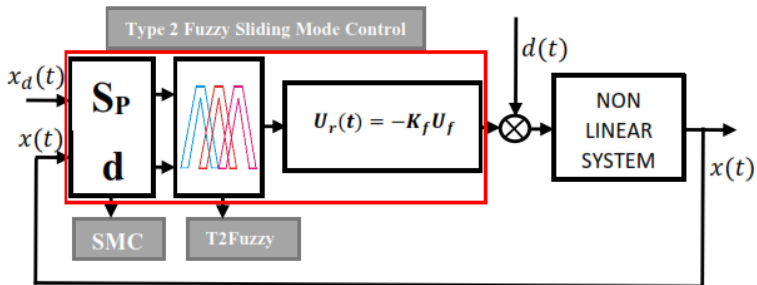 Type 2 Fuzzy Sliding Mode Control
d(t)
x_d(t)
S_P
U_r(t) = −K_f U_f
NON
LINEAR
SYSTEM
x(t)
d
x(t)
SMC
T2Fuzzy